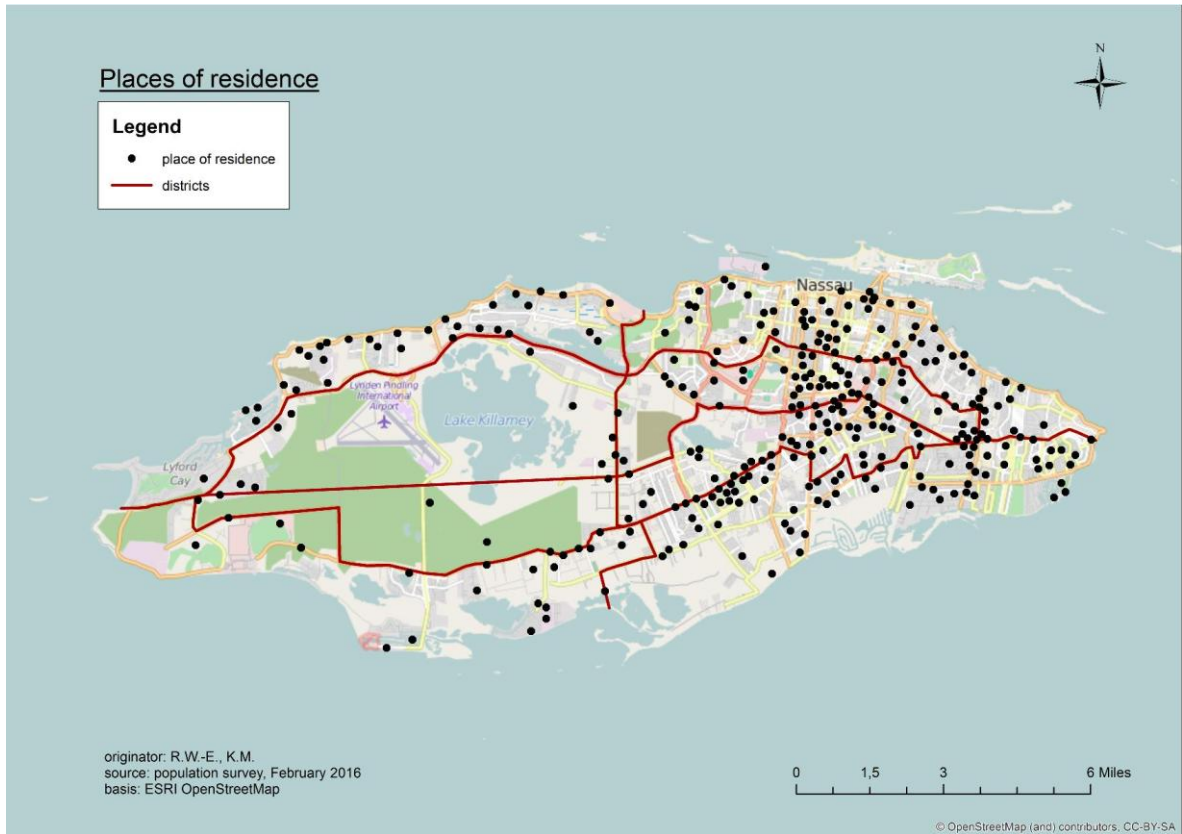 Places of residence
Legend
place of residence
districts
N
Nassau
Lynden Pindling
International
Airport
Lake Killarney
Lyford
Cay
originator: R.W.-E., K.M.
source: population survey, February 2016
basis: ESRI OpenStreetMap
0 1,5 3 6 Miles
© OpenStreetMap (and) contributors, CC-BY-SA